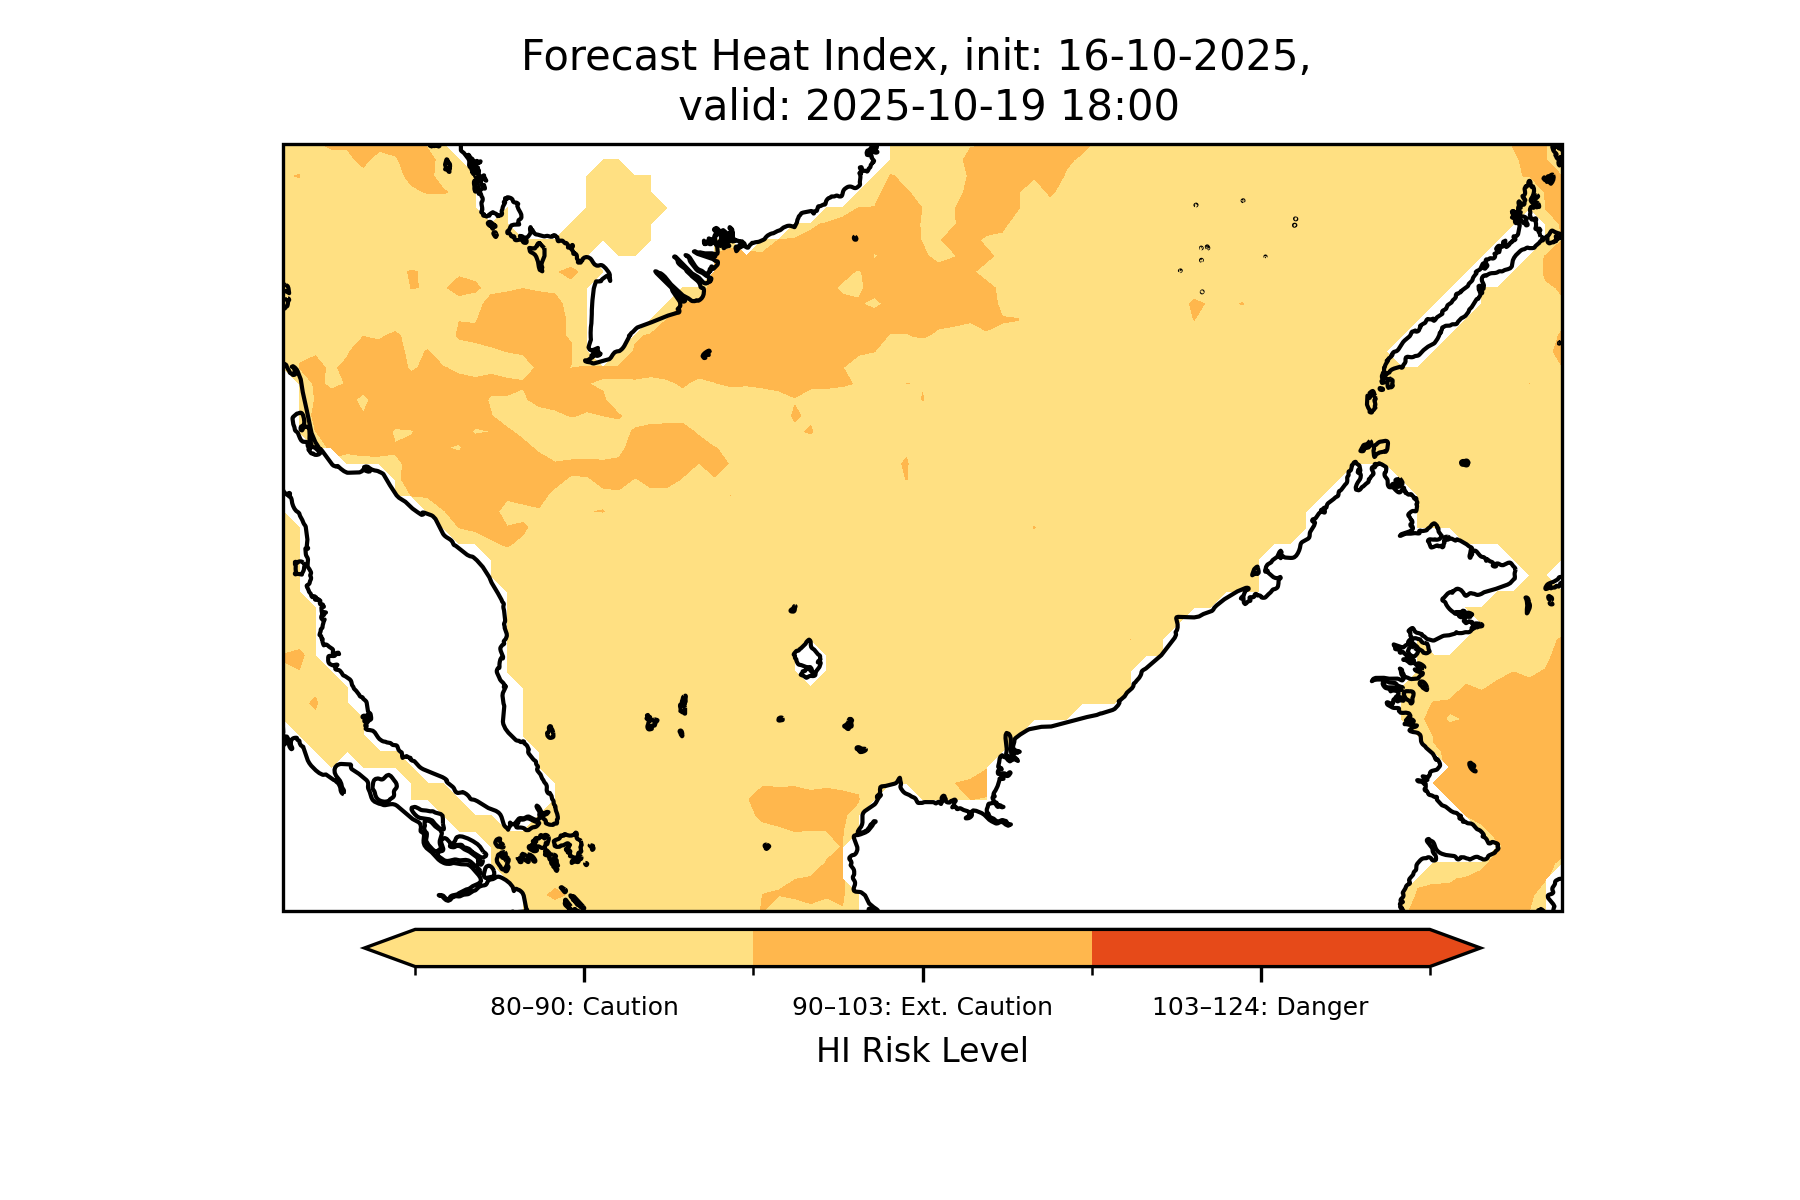 Forecast Heat Index, init: 16-10-2025,
valid: 2025-10-19 18:00
80–90: Caution
90–103: Ext. Caution
103–124: Danger
HI Risk Level